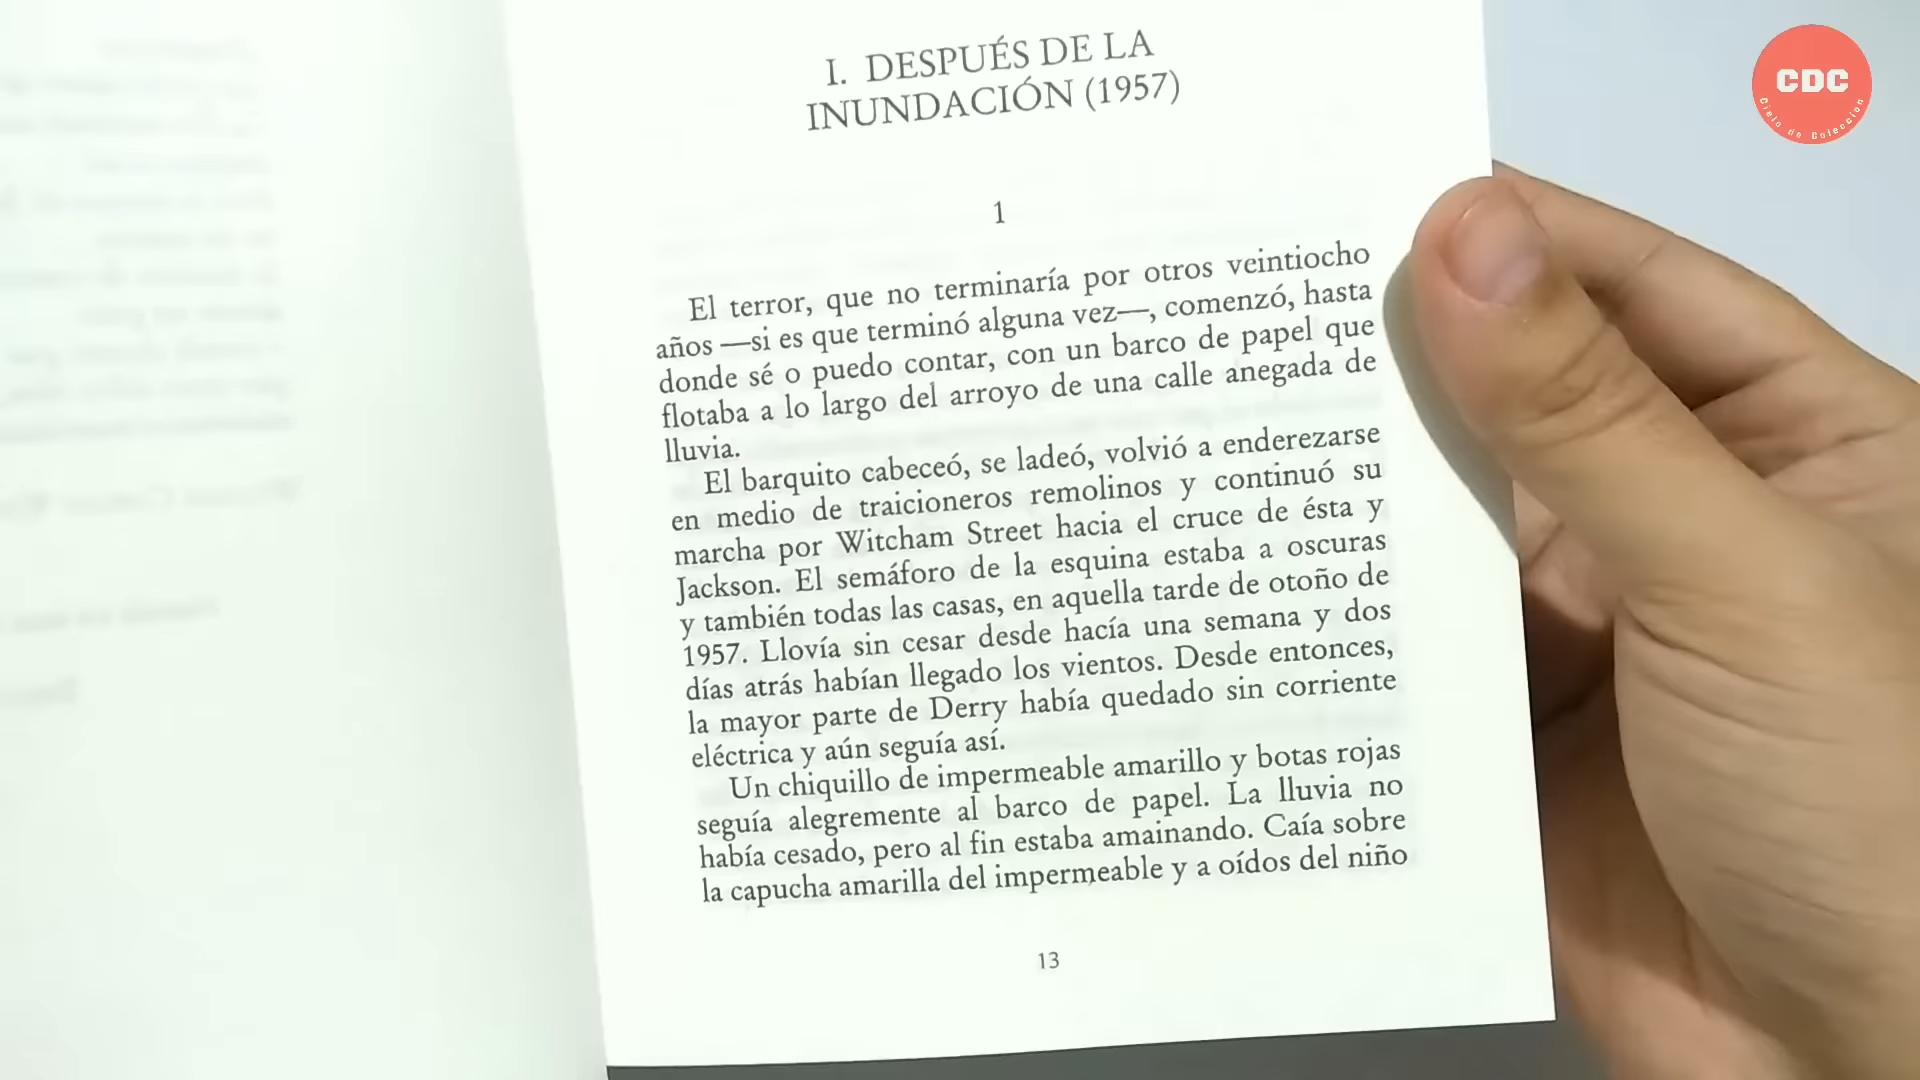 I. DESPUÉS DE LA
INUNDACIÓN (1957)
1
El terror, que no terminaría por otros veintiocho
años —si es que terminó alguna vez—, comenzó, hasta
donde sé o puedo contar, con un barco de papel que
flotaba a lo largo del arroyo de una calle anegada de
lluvia.
El barquito cabeceó, se ladeó, volvió a enderezarse
en medio de traicioneros remolinos y continuó su
marcha por Witcham Street hacia el cruce de ésta y
Jackson. El semáforo de la esquina estaba a oscuras
y también todas las casas, en aquella tarde de otoño de
1957. Llovía sin cesar desde hacía una semana y dos
días atrás habían llegado los vientos. Desde entonces,
la mayor parte de Derry había quedado sin corriente
eléctrica y aún seguía así.
Un chiquillo de impermeable amarillo y botas rojas
seguía alegremente al barco de papel. La lluvia no
había cesado, pero al fin estaba amainando. Caía sobre
la capucha amarilla del impermeable y a oídos del niño
13
CDC
Cielo de Coleccion